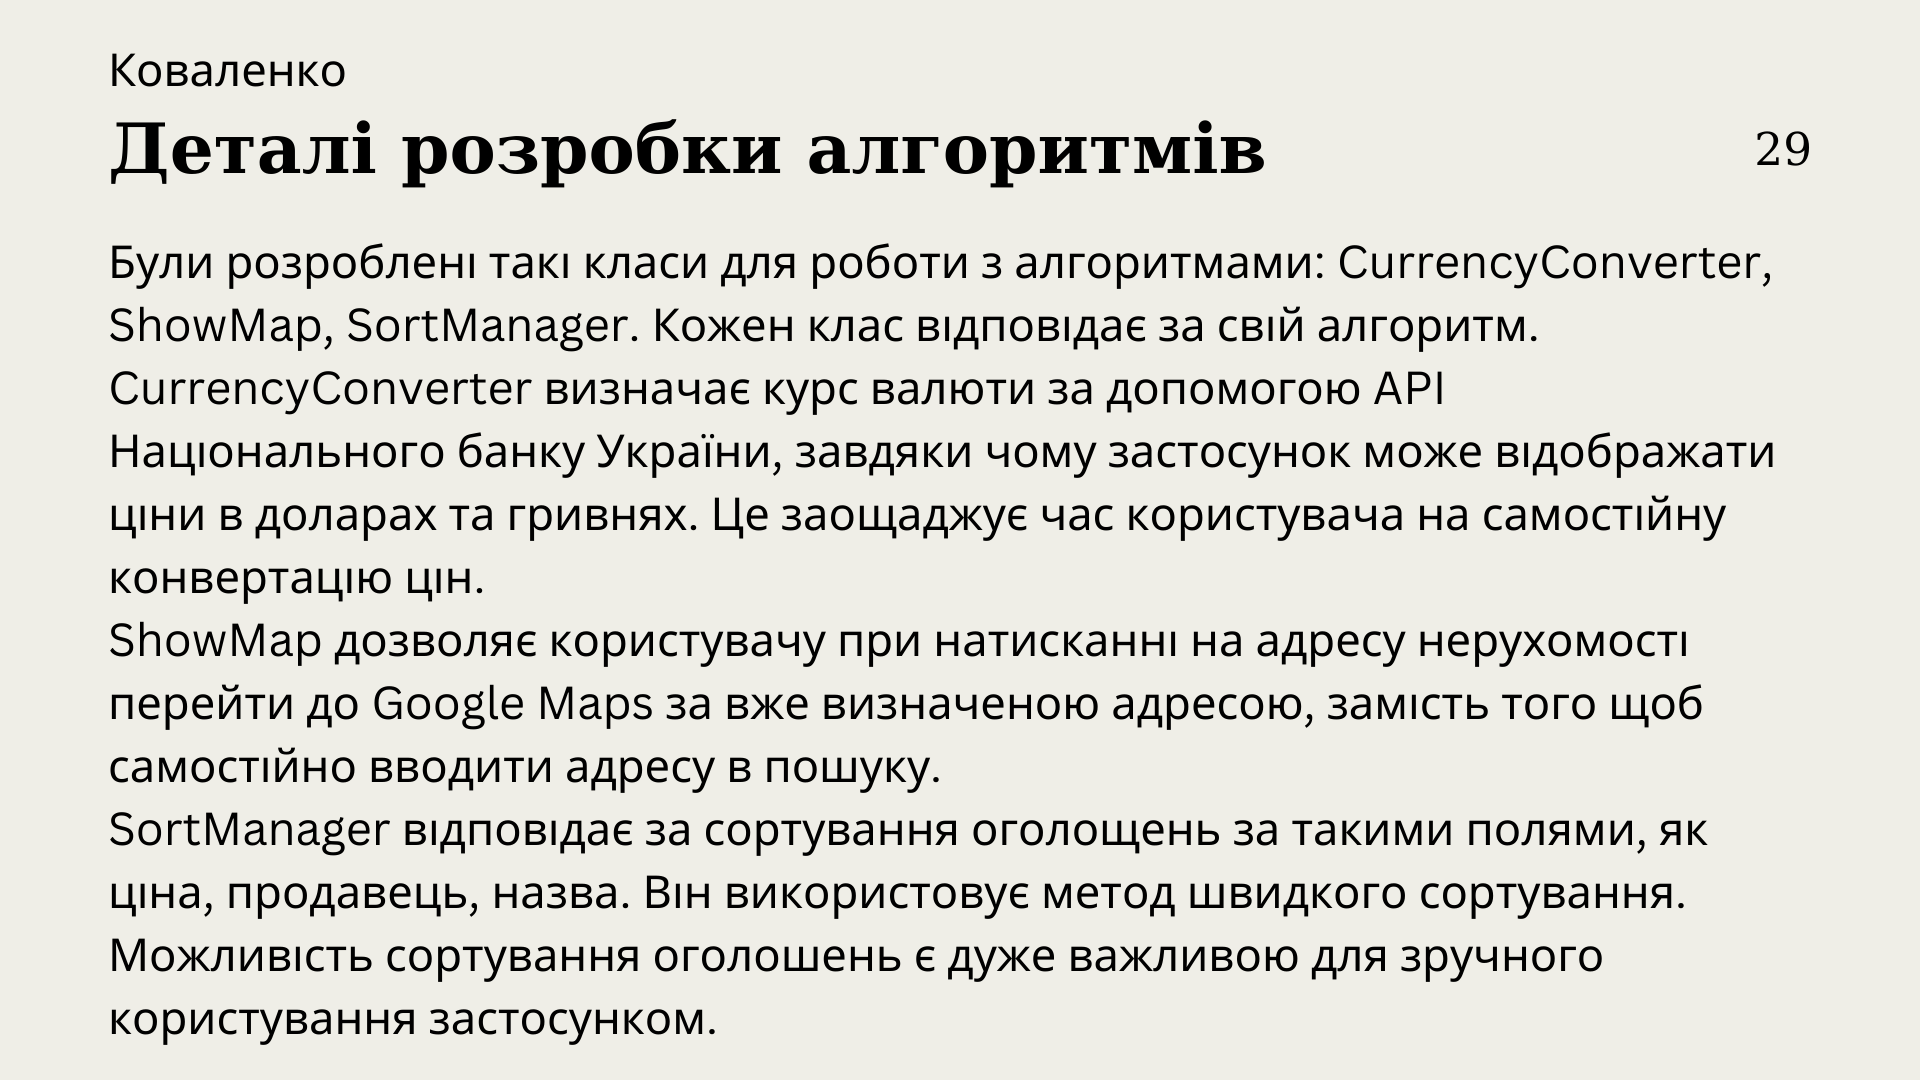 Коваленко
Деталі розробки алгоритмів
29
Були розроблені такі класи для роботи з алгоритмами: CurrencyConverter,
ShowMap, SortManager. Кожен клас відповідає за свій алгоритм.
CurrencyConverter визначає курс валюти за допомогою API
Національного банку України, завдяки чому застосунок може відображати
ціни в доларах та гривнях. Це заощаджує час користувача на самостійну
конвертацію цін.
ShowMap дозволяє користувачу при натисканні на адресу нерухомості
перейти до Google Maps за вже визначеною адресою, замість того щоб
самостійно вводити адресу в пошуку.
SortManager відповідає за сортування оголощень за такими полями, як
ціна, продавець, назва. Він використовує метод швидкого сортування.
Можливість сортування оголошень є дуже важливою для зручного
користування застосунком.